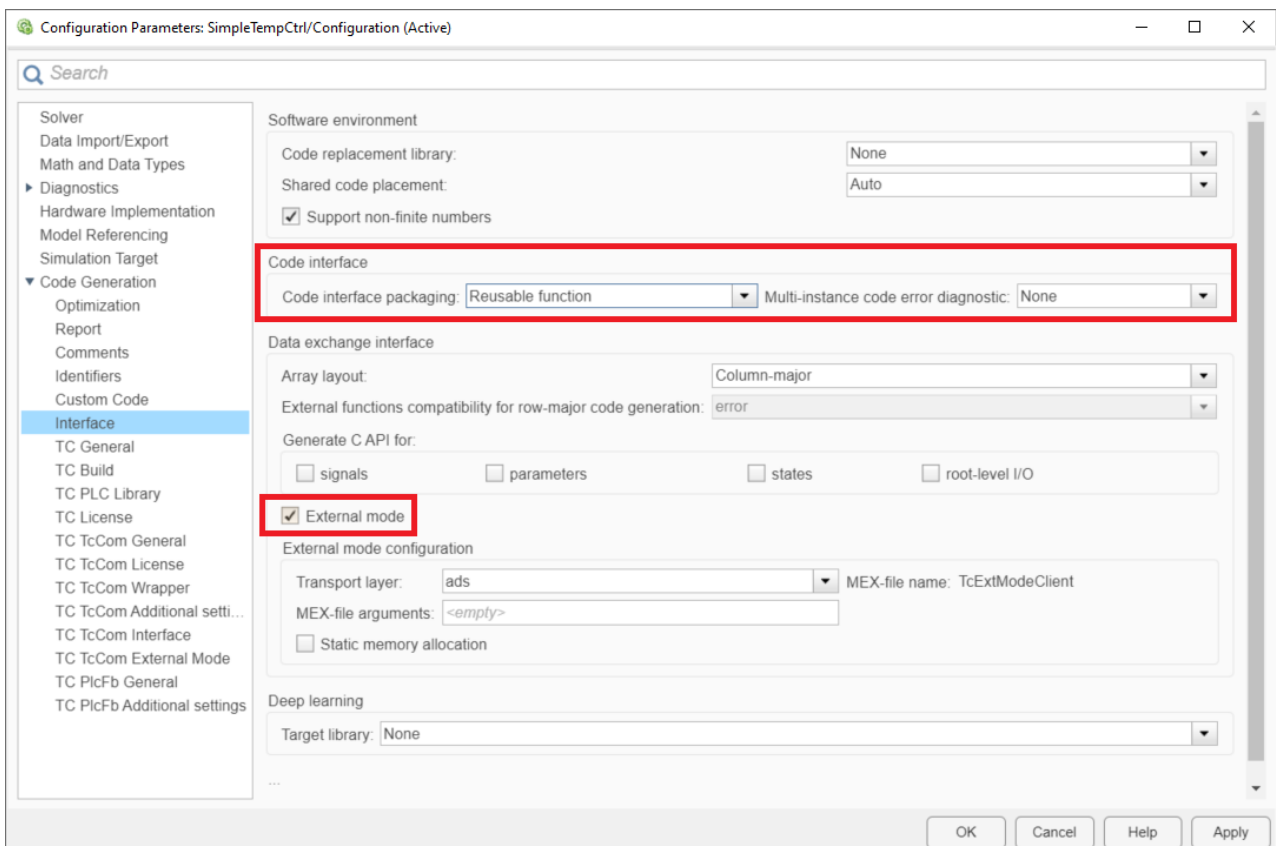 Configuration Parameters: SimpleTempCtrl/Configuration (Active)
Search
Solver
Data Import/Export
Math and Data Types
Diagnostics
Hardware Implementation
Model Referencing
Simulation Target
Code Generation
Optimization
Report
Comments
Identifiers
Custom Code
Interface
TC General
TC Build
TC PLC Library
TC License
TC TcCom General
TC TcCom License
TC TcCom Wrapper
TC TcCom Additional setti...
TC TcCom Interface
TC TcCom External Mode
TC PlcFb General
TC PlcFb Additional settings
Software environment
Code replacement library: None
Shared code placement: Auto
Support non-finite numbers
Code interface
Code interface packaging: Reusable function Multi-instance code error diagnostic: None
Data exchange interface
Array layout: Column-major
External functions compatibility for row-major code generation: error
Generate C API for:
signals parameters states root-level I/O
External mode
External mode configuration
Transport layer: ads MEX-file name: TcExtModeClient
MEX-file arguments: <empty>
Static memory allocation
Deep learning
Target library: None
...
OK Cancel Help Apply